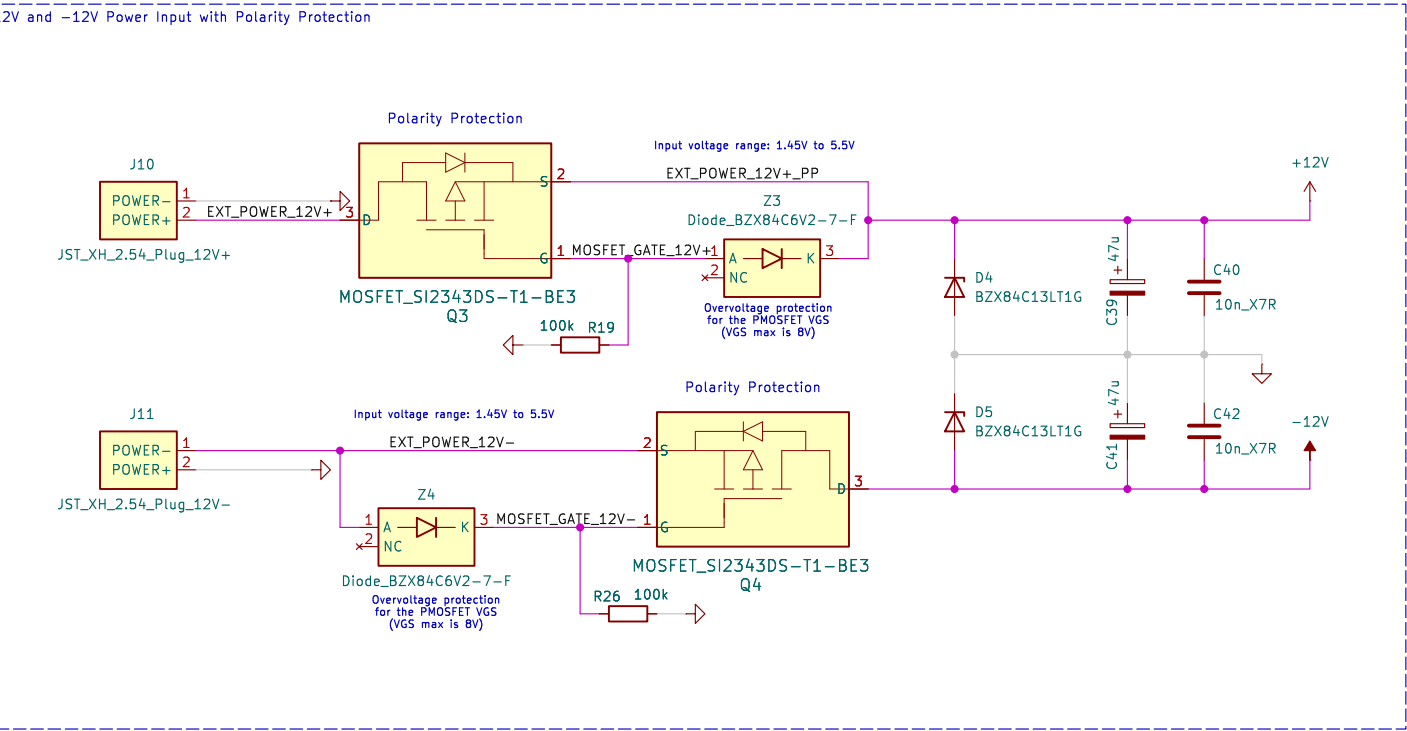 2V and -12V Power Input with Polarity Protection
Polarity Protection
Input voltage range: 1.45V to 5.5V
J10
POWER- 1
POWER+ 2
EXT_POWER_12V+
JST_XH_2.54_Plug_12V+
3 D
S 2
G 1
MOSFET_SI2343DS-T1-BE3
Q3
EXT_POWER_12V+_PP
MOSFET_GATE_12V+
Z3
Diode_BZX84C6V2-7-F
1 A K 3
2 NC
Overvoltage protection
for the PMOSFET VGS
(VGS max is 8V)
100k R19
+12V
D4
BZX84C13LT1G
+ 47u
C39
C40
10n_X7R
Polarity Protection
Input voltage range: 1.45V to 5.5V
J11
POWER- 1
POWER+ 2
JST_XH_2.54_Plug_12V-
EXT_POWER_12V-
Z4
1 A K 3
2 NC
Diode_BZX84C6V2-7-F
Overvoltage protection
for the PMOSFET VGS
(VGS max is 8V)
MOSFET_GATE_12V-
2 S
D 3
1 G
MOSFET_SI2343DS-T1-BE3
Q4
R26 100k
D5
BZX84C13LT1G
+ 47u
C41
C42
10n_X7R
-12V